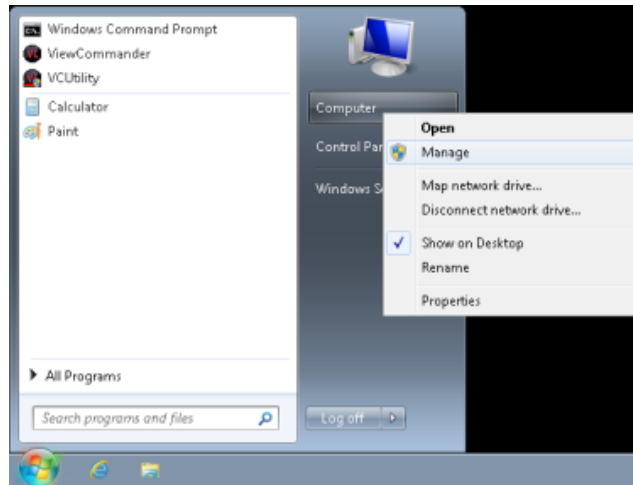 Windows Command Prompt
ViewCommander
VCUtility
Calculator
Paint
All Programs
Search programs and files
Computer
Control Par
Windows S
Log off
Open
Manage
Map network drive...
Disconnect network drive...
Show on Desktop
Rename
Properties